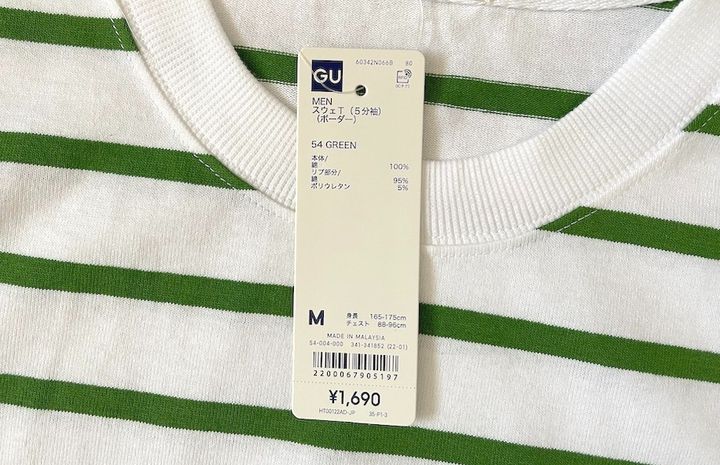 60342N066B 80
GU
MEN
スウェT（5分袖）
（ボーダー）
54 GREEN
本体/
綿 100%
リブ部分/
綿 95%
ポリウレタン 5%
M 身長 165-175cm
チェスト 88-96cm
MADE IN MALAYSIA
54-004-000 341-341852 (22-01)
2200067905197
¥1,690
HT00122AD-JP 35-P1-3